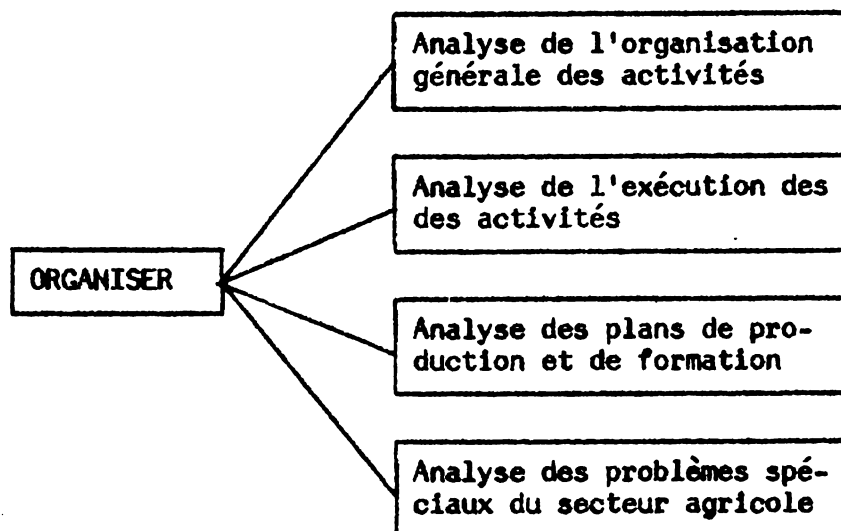 Analyse de l'organisation
générale des activités
Analyse de l'exécution des
des activités
ORGANISER
Analyse des plans de pro-
duction et de formation
Analyse des problèmes spé-
ciaux du secteur agricole